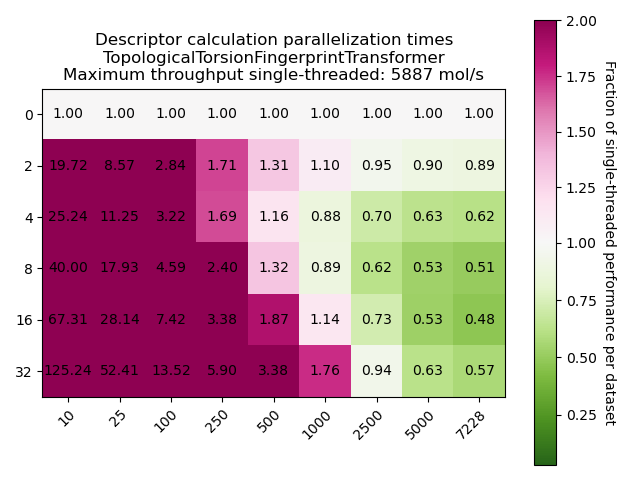 Descriptor calculation parallelization times
TopologicalTorsionFingerprintTransformer
Maximum throughput single-threaded: 5887 mol/s
0 1.00 1.00 1.00 1.00 1.00 1.00 1.00 1.00 1.00
2 19.72 8.57 2.84 1.71 1.31 1.10 0.95 0.90 0.89
4 25.24 11.25 3.22 1.69 1.16 0.88 0.70 0.63 0.62
8 40.00 17.93 4.59 2.40 1.32 0.89 0.62 0.53 0.51
16 67.31 28.14 7.42 3.38 1.87 1.14 0.73 0.53 0.48
32 125.24 52.41 13.52 5.90 3.38 1.76 0.94 0.63 0.57
10 25 100 250 500 1000 2500 5000 7228
2.00
1.75
1.50
1.25
1.00
0.75
0.50
0.25
Fraction of single-threaded performance per dataset